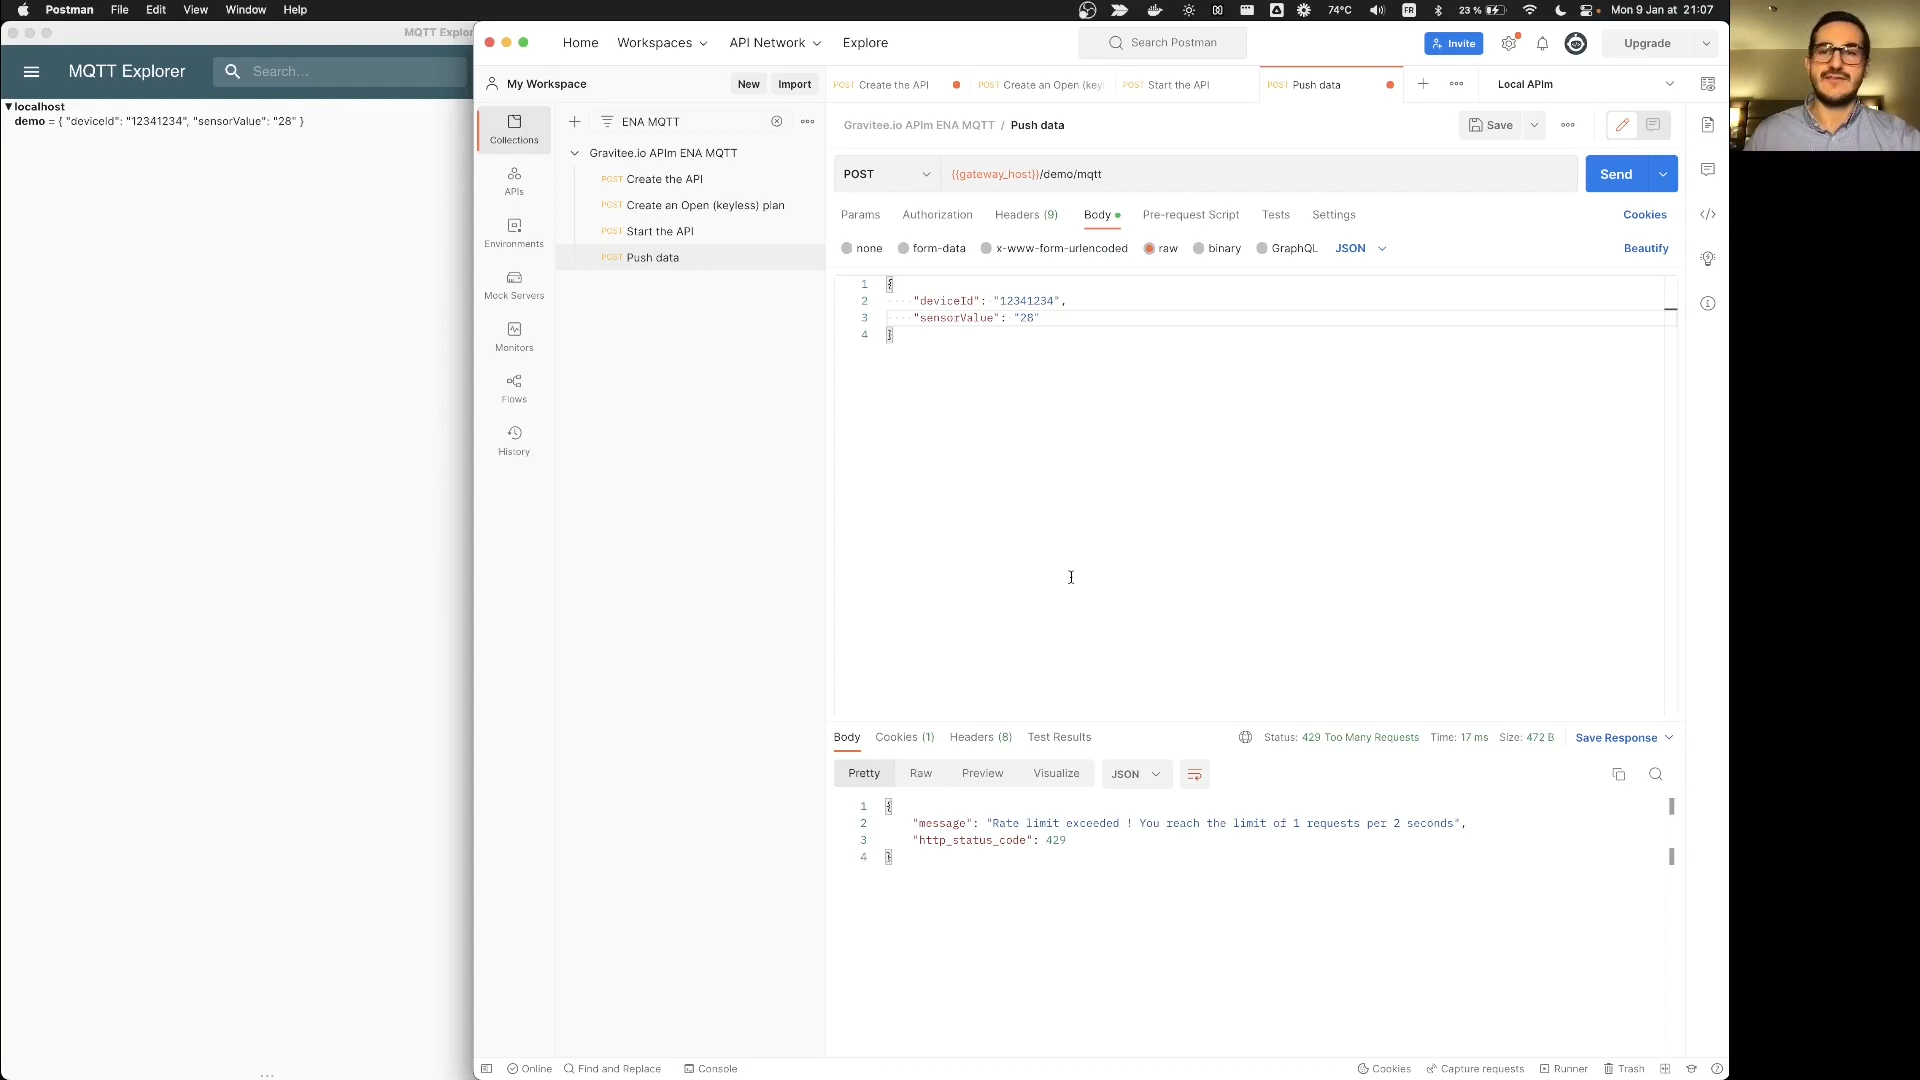 Postman File Edit View Window Help
74°C FR 23 % Mon 9 Jan at 21:07
MQTT Explor
MQTT Explorer Search...
localhost
demo = { "deviceId": "12341234", "sensorValue": "28" }
Home Workspaces API Network Explore Search Postman Invite Upgrade
My Workspace New Import
POST Create the API POST Create an Open (key POST Start the API POST Push data Local APIm
Collections
APIs
Environments
Mock Servers
Monitors
Flows
History
ENA MQTT
Gravitee.io APIm ENA MQTT
POST Create the API
POST Create an Open (keyless) plan
POST Start the API
POST Push data
Gravitee.io APIm ENA MQTT / Push data Save
POST {{gateway_host}}/demo/mqtt Send
Params Authorization Headers (9) Body Pre-request Script Tests Settings Cookies
none form-data x-www-form-urlencoded raw binary GraphQL JSON Beautify
1 {
2 "deviceId": "12341234",
3 "sensorValue": "28"
4 }
Body Cookies (1) Headers (8) Test Results Status: 429 Too Many Requests Time: 17 ms Size: 472 B Save Response
Pretty Raw Preview Visualize JSON
1 {
2 "message": "Rate limit exceeded ! You reach the limit of 1 requests per 2 seconds",
3 "http_status_code": 429
4 }
Online Find and Replace Console Cookies Capture requests Runner Trash